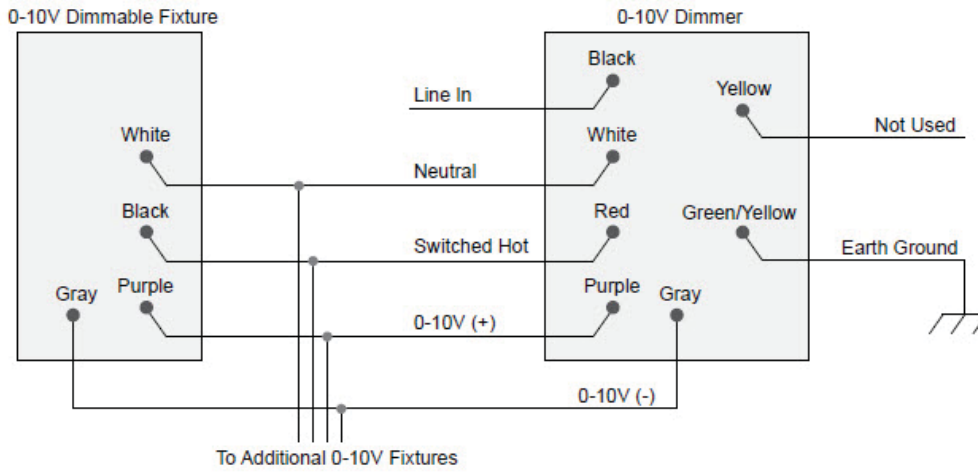 0-10V Dimmable Fixture
0-10V Dimmer
Black
Yellow
Line In
Not Used
White
Neutral
White
Black
Switched Hot
Red
Green/Yellow
Earth Ground
Gray
Purple
0-10V (+)
Purple
Gray
0-10V (-)
To Additional 0-10V Fixtures